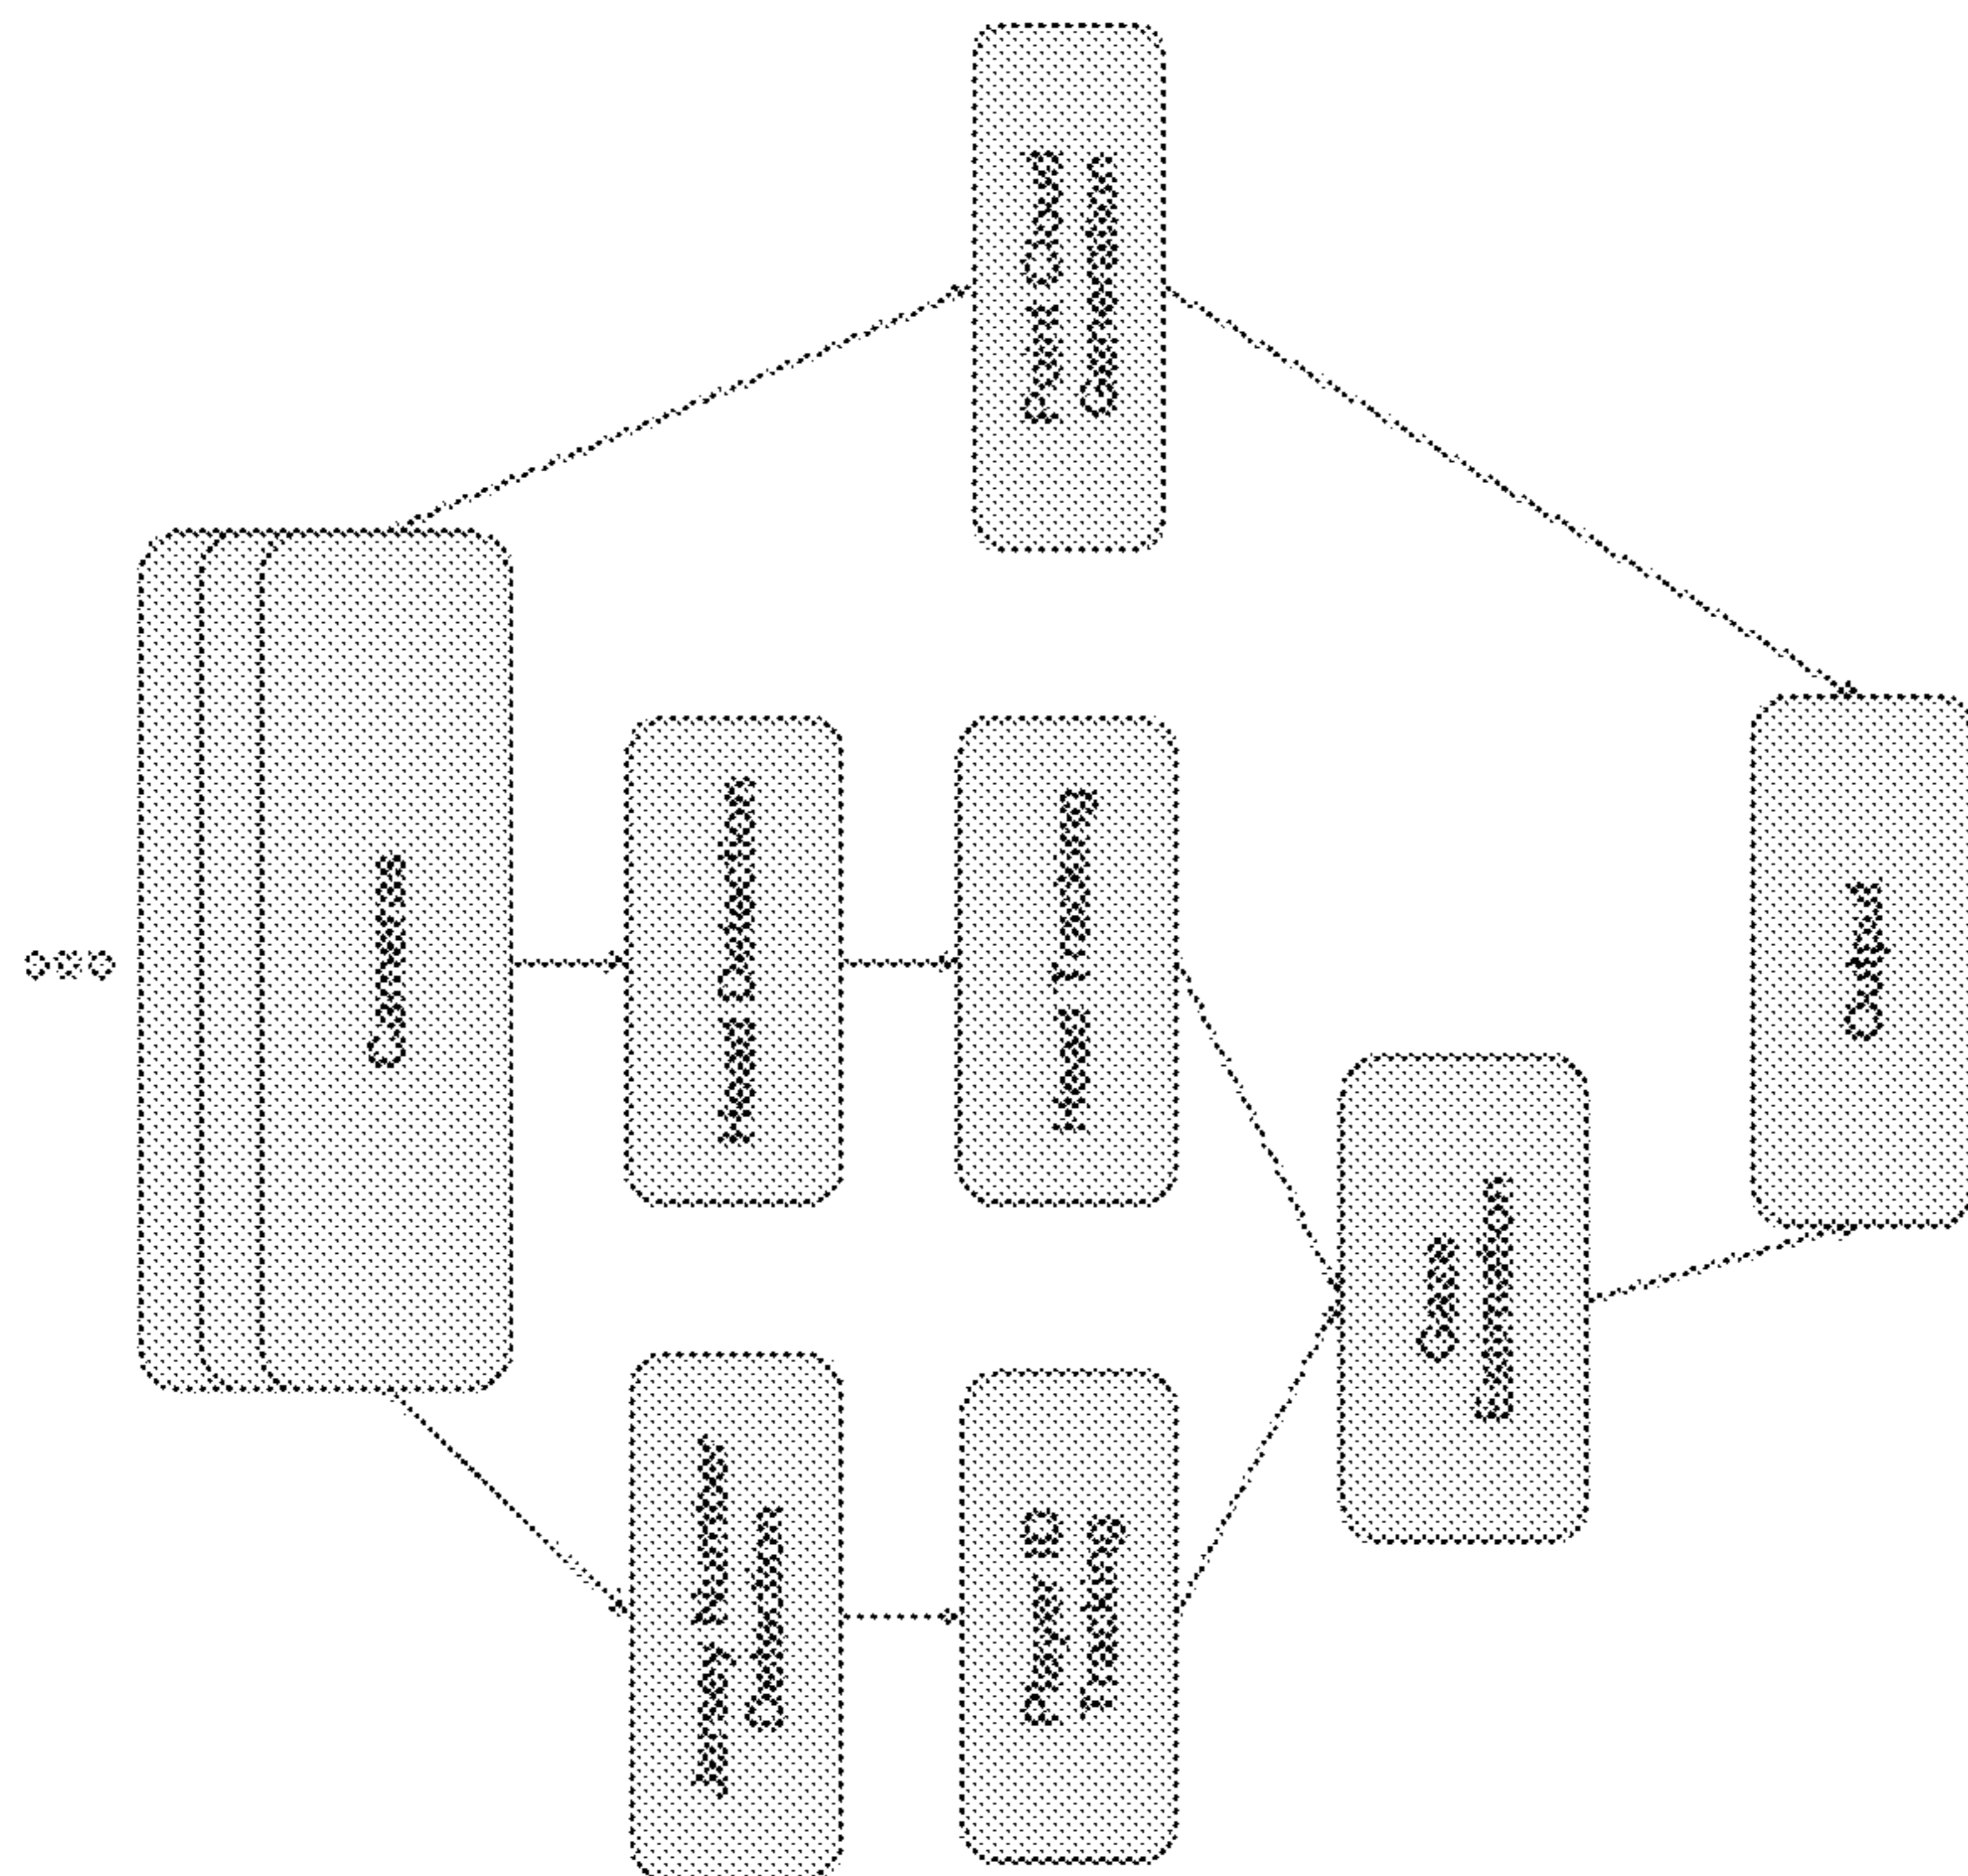 Cameras
Head Detection
Head Tracking
Point Cloud
Generation
Jersey Number
Detection
Player ID
Tracking
Gaze
Estimation
Output